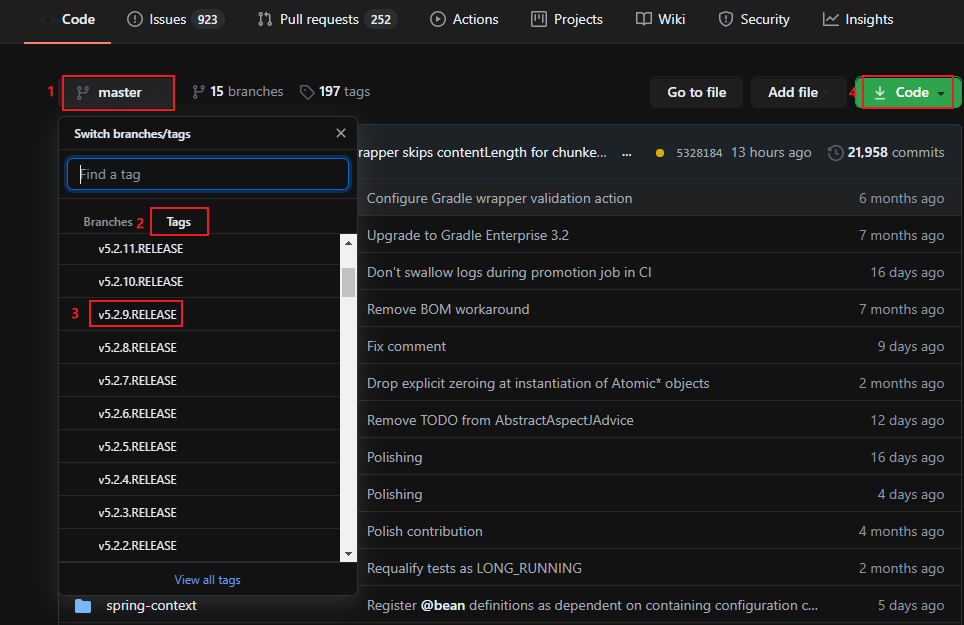 Code Issues 923 Pull requests 252 Actions Projects Wiki Security Insights
1 master 15 branches 197 tags Go to file Add file 4 Code
Switch branches/tags
rapper skips contentLength for chunke... ... 5328184 13 hours ago 21,958 commits
Find a tag
Configure Gradle wrapper validation action 6 months ago
Branches 2 Tags
Upgrade to Gradle Enterprise 3.2 7 months ago
v5.2.11.RELEASE
Don't swallow logs during promotion job in CI 16 days ago
v5.2.10.RELEASE
Remove BOM workaround 7 months ago
3 v5.2.9.RELEASE
Fix comment 9 days ago
v5.2.8.RELEASE
Drop explicit zeroing at instantiation of Atomic* objects 2 months ago
v5.2.7.RELEASE
v5.2.6.RELEASE
Remove TODO from AbstractAspectJAdvice 12 days ago
v5.2.5.RELEASE
Polishing 16 days ago
v5.2.4.RELEASE
Polishing 4 days ago
v5.2.3.RELEASE
Polish contribution 4 months ago
v5.2.2.RELEASE
Requalify tests as LONG_RUNNING 2 months ago
View all tags
spring-context Register @bean definitions as dependent on containing configuration c... 5 days ago